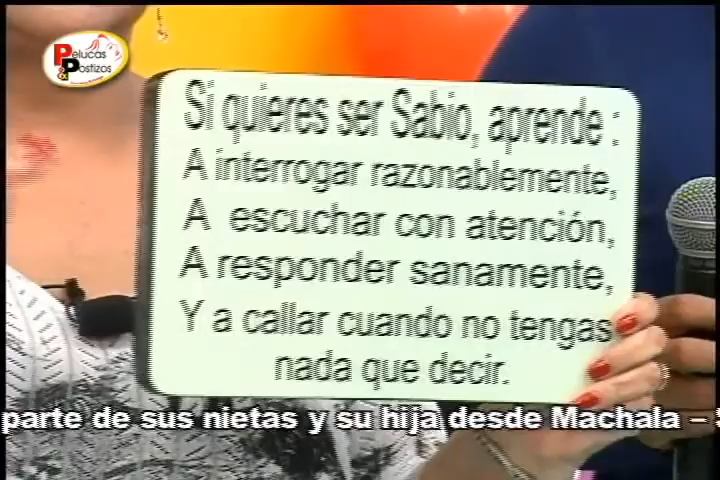 Pelucas
& Postizos
Si quieres ser Sabio, aprende :
A interrogar razonablemente,
A escuchar con atención,
A responder sanamente,
Y a callar cuando no tengas
nada que decir.
parte de sus nietas y su hija desde Machala –